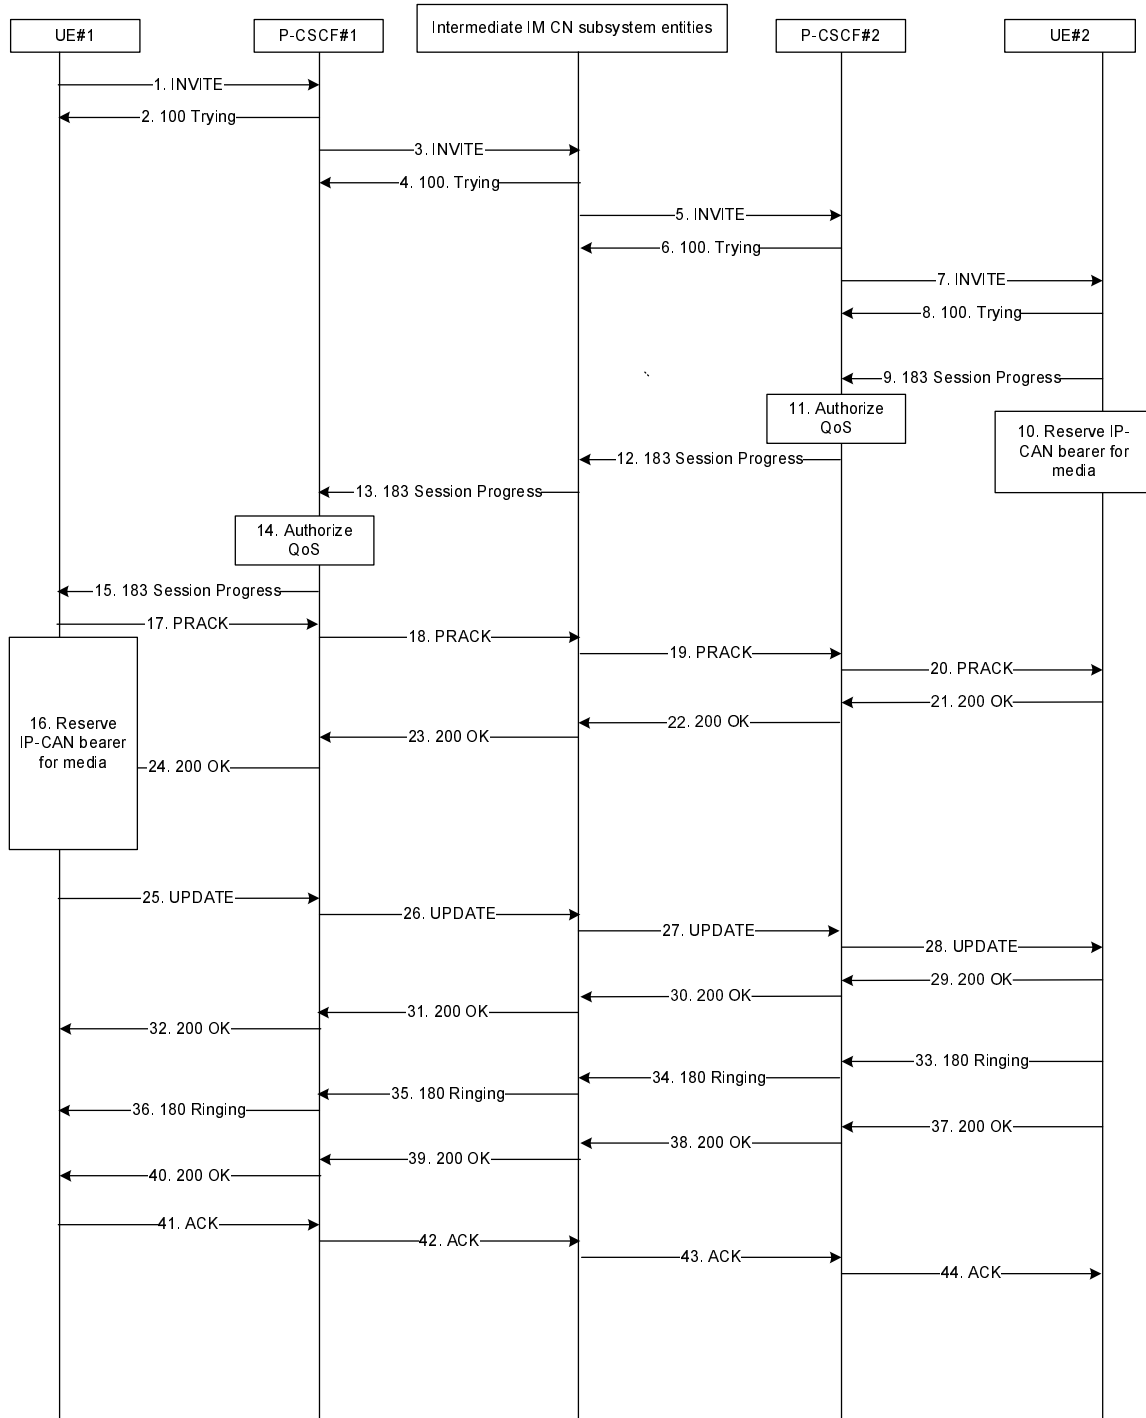 UE#1
P-CSCF#1
Intermediate IM CN subsystem entities
P-CSCF#2
UE#2
1. INVITE
2. 100 Trying
3. INVITE
4. 100. Trying
5. INVITE
6. 100. Trying
7. INVITE
8. 100. Trying
9. 183 Session Progress
11. Authorize
QoS
10. Reserve IP-
CAN bearer for
media
12. 183 Session Progress
13. 183 Session Progress
14. Authorize
QoS
15. 183 Session Progress
17. PRACK
18. PRACK
19. PRACK
20. PRACK
21. 200 OK
22. 200 OK
23. 200 OK
16. Reserve
IP-CAN bearer
for media
24. 200 OK
25. UPDATE
26. UPDATE
27. UPDATE
28. UPDATE
29. 200 OK
30. 200 OK
31. 200 OK
32. 200 OK
33. 180 Ringing
34. 180 Ringing
35. 180 Ringing
36. 180 Ringing
37. 200 OK
38. 200 OK
39. 200 OK
40. 200 OK
41. ACK
42. ACK
43. ACK
44. ACK